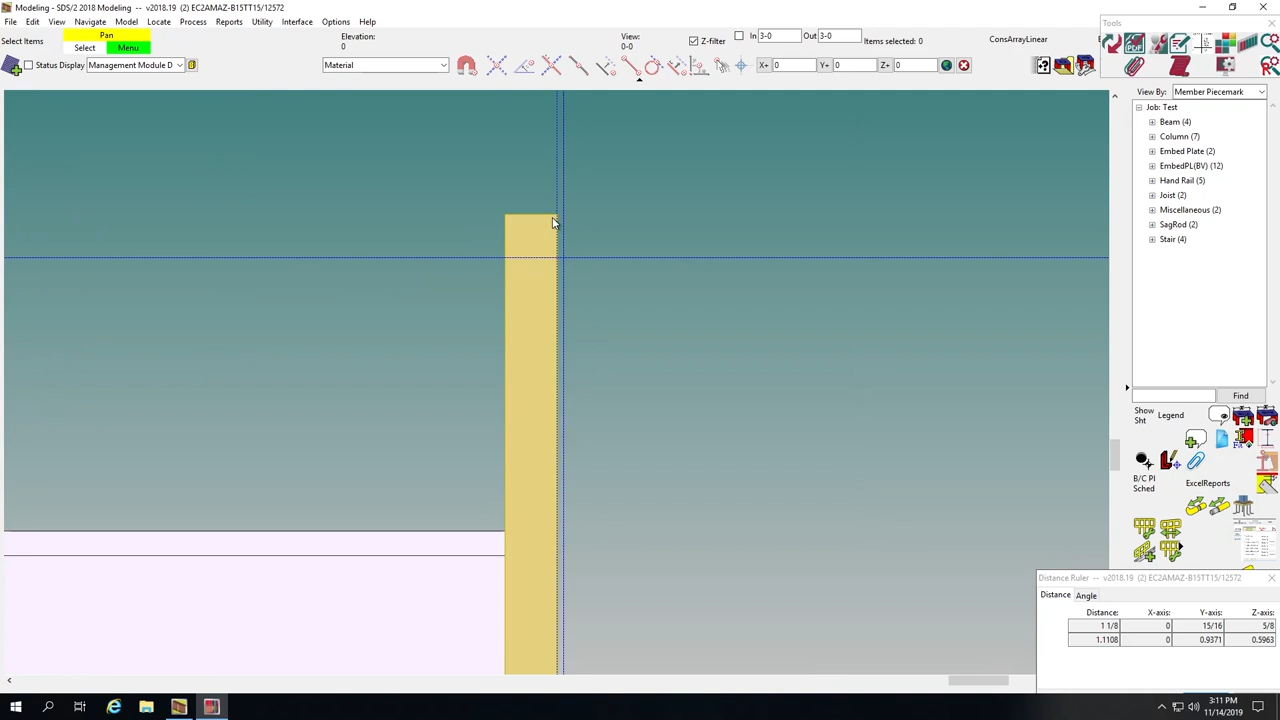 Modeling - SDS/2 2018 Modeling -- v2018.19 (2) EC2AMAZ-B15TT15/12572
File Edit View Navigate Model Locate Process Reports Utility Interface Options Help
Tools
Select Items
Pan
Select Menu
Elevation:
0
View:
0-0
Z-filter
In 3-0 Out 3-0 Items selected: 0
ConsArrayLinear
Status Display Management Module D
Material
X+ 0 Y+ 0 Z+ 0
View By: Member Piecemark
Job: Test
Beam (4)
Column (7)
Embed Plate (2)
EmbedPL(BV) (12)
Hand Rail (5)
Joist (2)
Miscellaneous (2)
SagRod (2)
Stair (4)
Find
Show
Sht
Legend
B/C Pl
Sched
ExcelReports
Distance Ruler -- v2018.19 (2) EC2AMAZ-B15TT15/12572
Distance Angle
Distance: X-axis: Y-axis: Z-axis:
1 1/8 0 15/16 5/8
1.1108 0 0.9371 0.5963
3:11 PM
11/14/2019